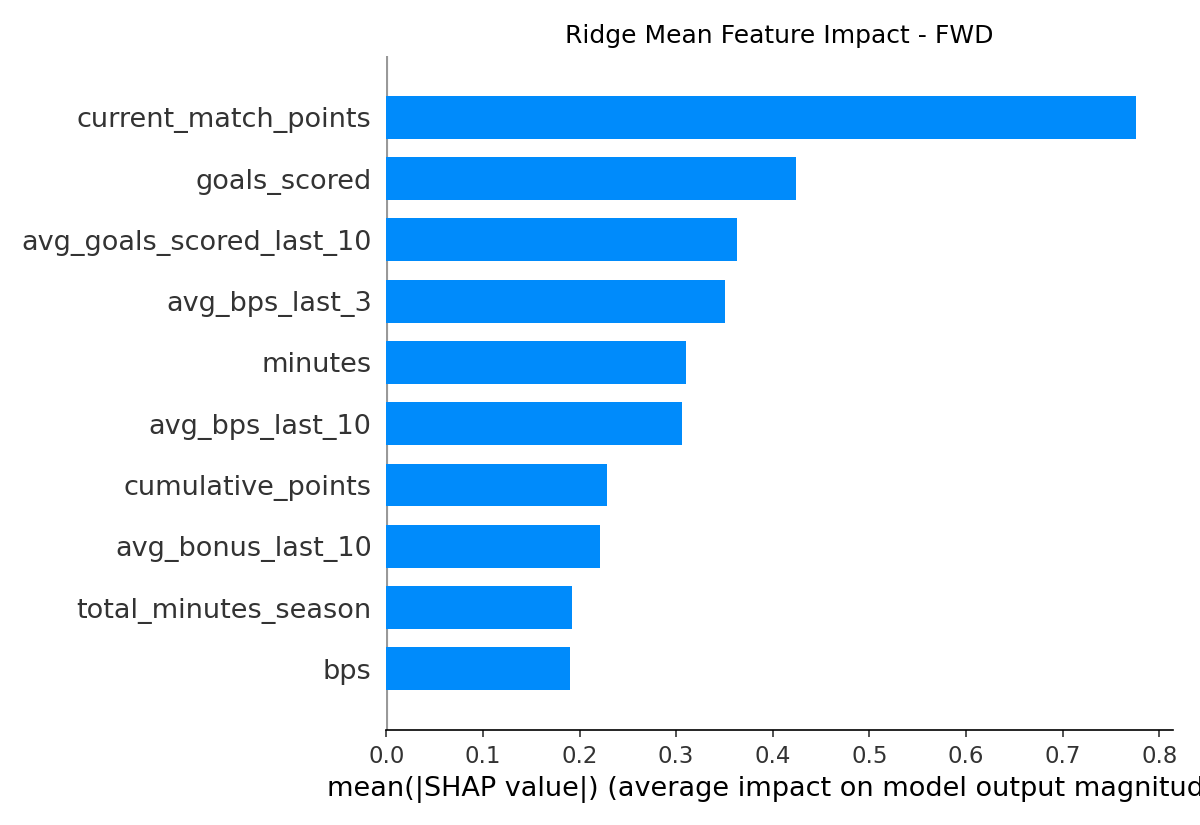 Ridge Mean Feature Impact - FWD
current_match_points
goals_scored
avg_goals_scored_last_10
avg_bps_last_3
minutes
avg_bps_last_10
cumulative_points
avg_bonus_last_10
total_minutes_season
bps
0.0 0.1 0.2 0.3 0.4 0.5 0.6 0.7 0.8
mean(|SHAP value|) (average impact on model output magnitud